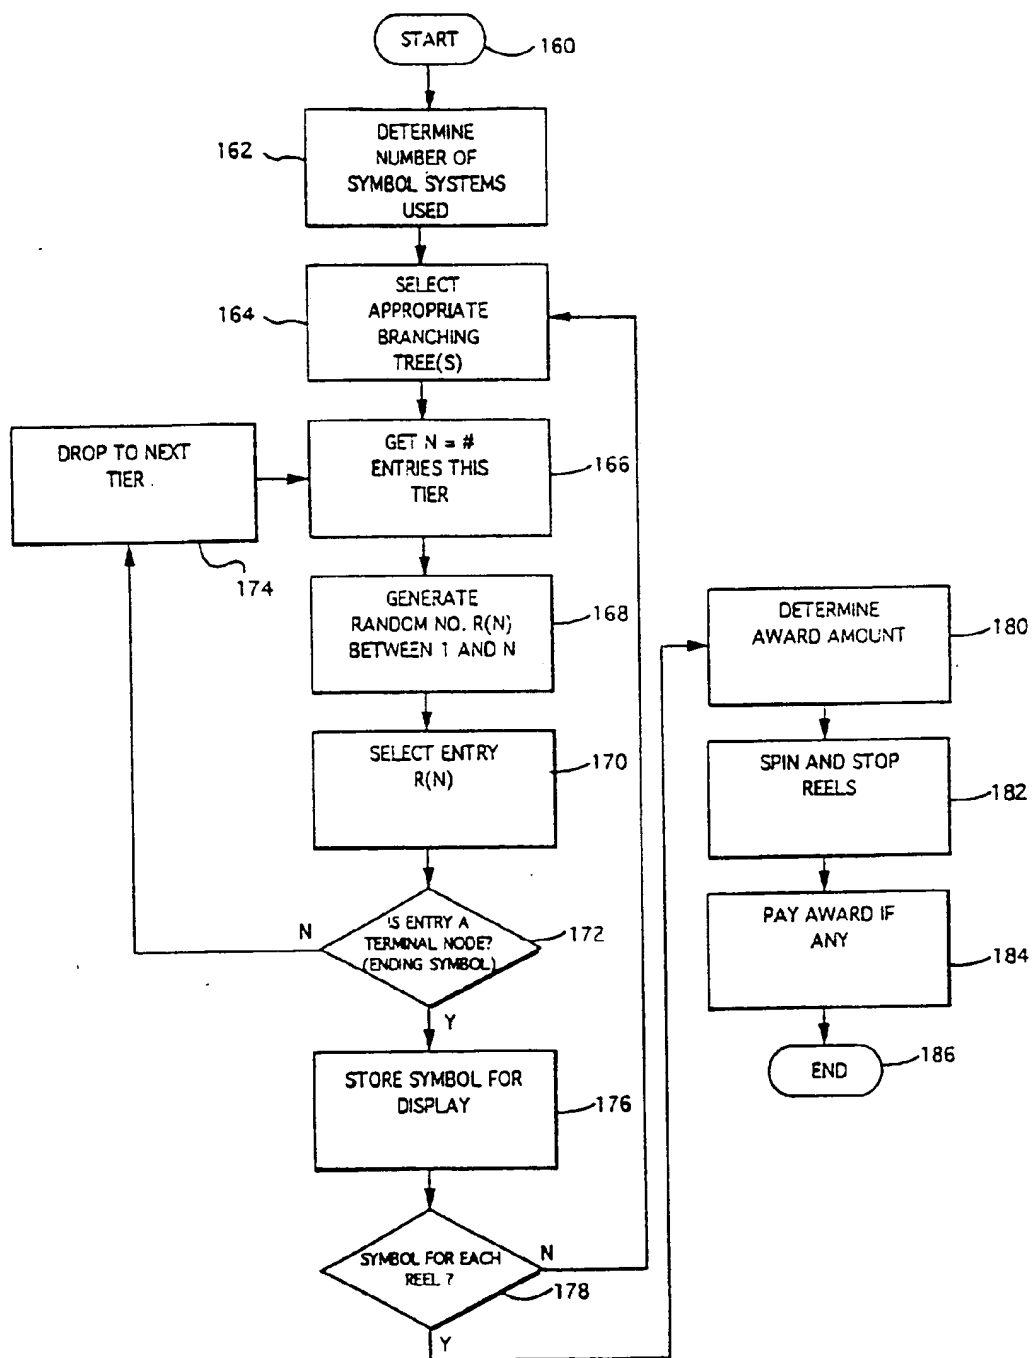 START
160
162
DETERMINE
NUMBER OF
SYMBOL SYSTEMS
USED
164
SELECT
APPROPRIATE
BRANCHING
TREE(S)
DROP TO NEXT
TIER
174
GET N = #
ENTRIES THIS
TIER
166
GENERATE
RANDOM NO. R(N)
BETWEEN 1 AND N
168
SELECT ENTRY
R(N)
170
N
IS ENTRY A
TERMINAL NODE?
(ENDING SYMBOL)
172
Y
STORE SYMBOL FOR
DISPLAY
176
SYMBOL FOR EACH
REEL ?
N
178
Y
DETERMINE
AWARD AMOUNT
180
SPIN AND STOP
REELS
182
PAY AWARD IF
ANY
184
END
186